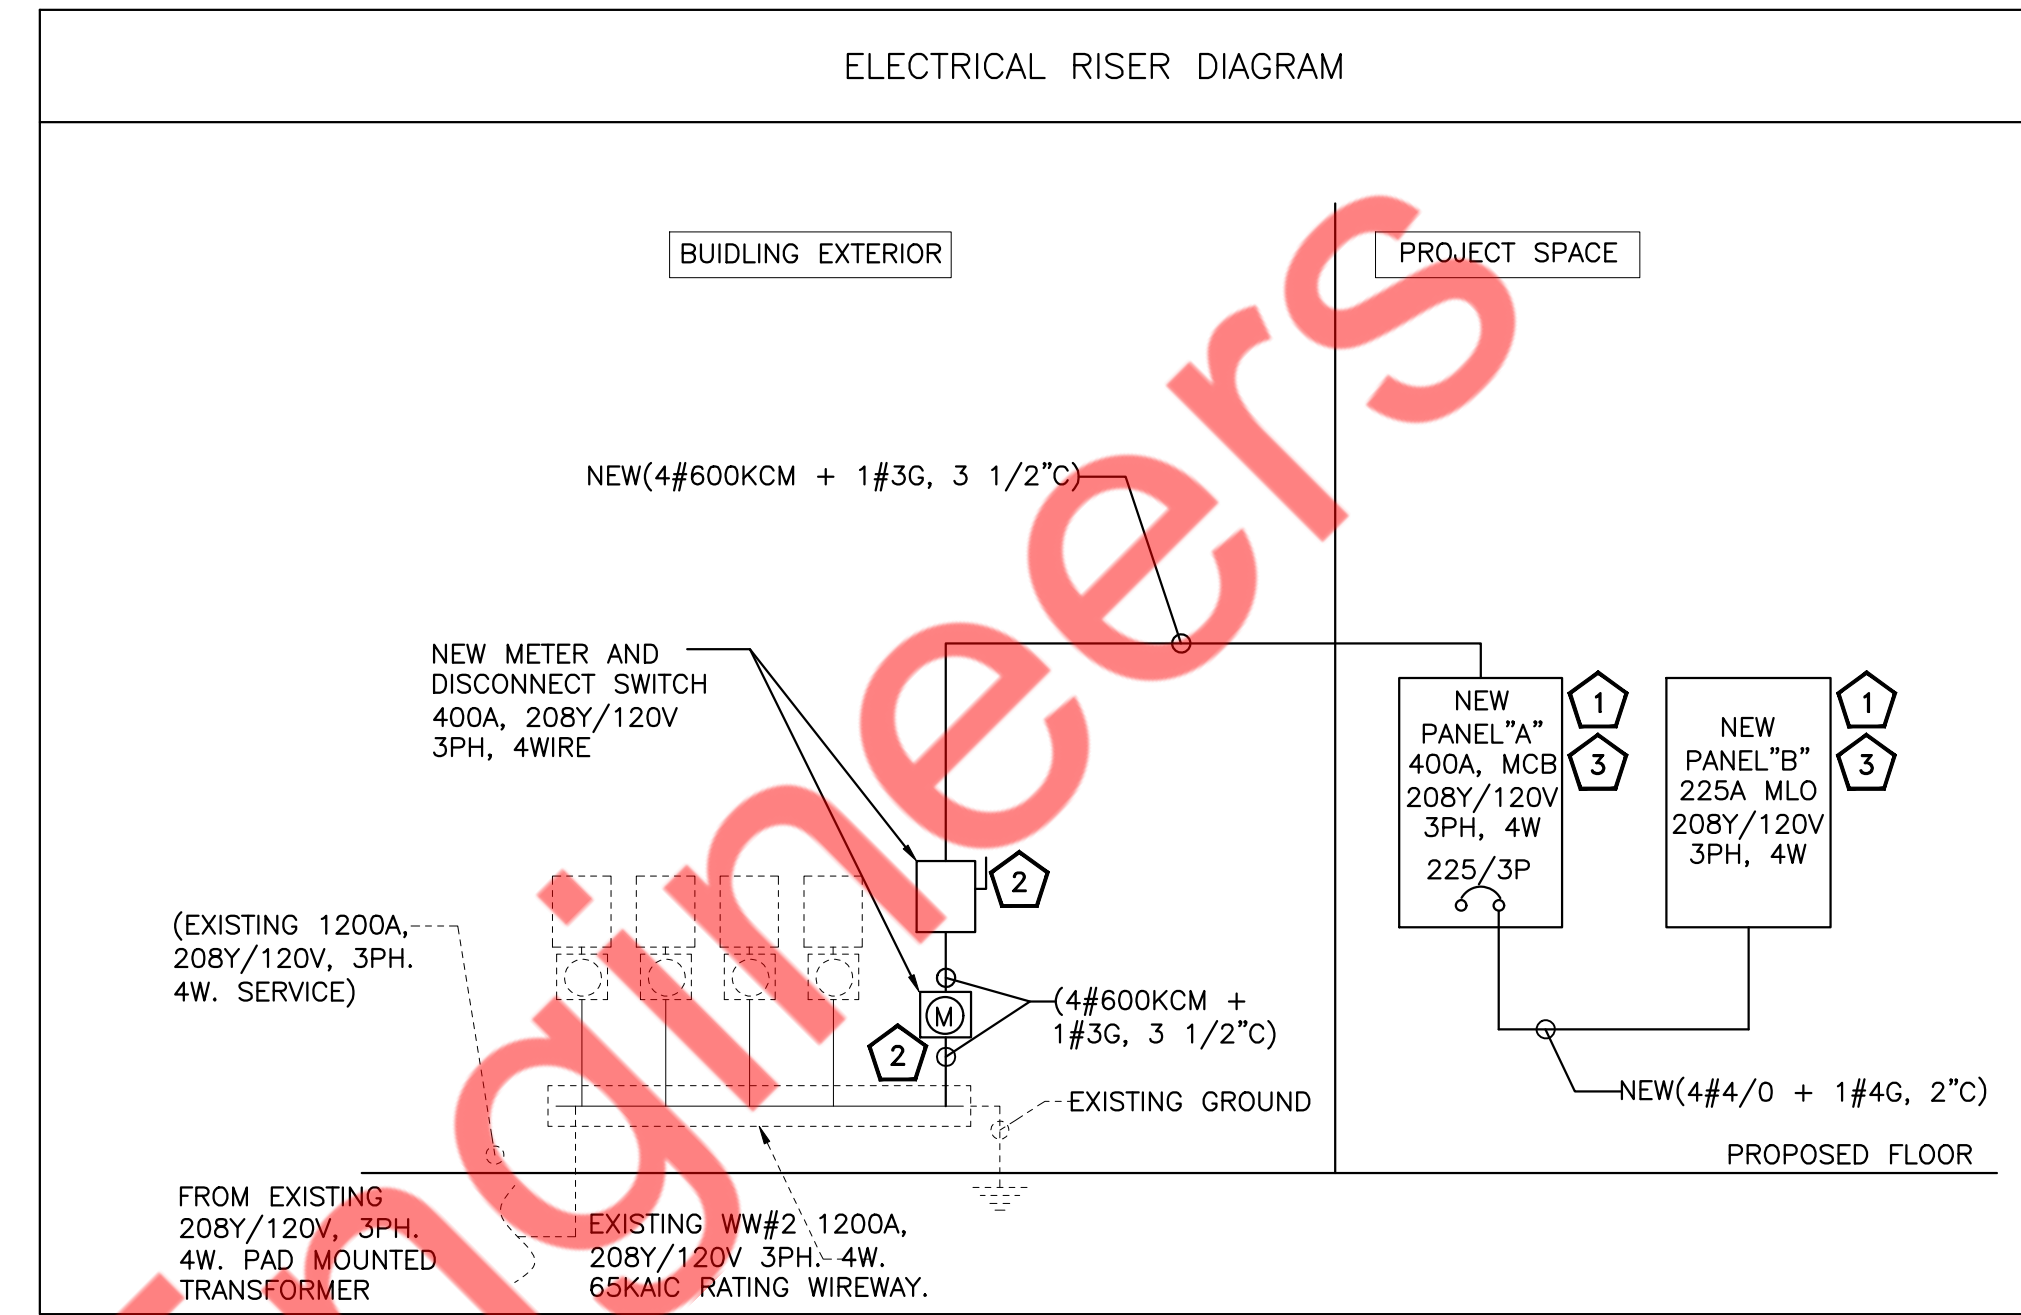 ELECTRICAL RISER DIAGRAM
BUIDLING EXTERIOR
PROJECT SPACE
NEW(4#600KCM + 1#3G, 3 1/2"C)
NEW METER AND
DISCONNECT SWITCH
400A, 208Y/120V
3PH, 4WIRE
NEW
PANEL"A"
400A, MCB
208Y/120V
3PH, 4W
225/3P
1
3
NEW
PANEL"B"
225A MLO
208Y/120V
3PH, 4W
1
3
2
(EXISTING 1200A,
208Y/120V, 3PH.
4W. SERVICE)
M
2
(4#600KCM +
1#3G, 3 1/2"C)
EXISTING GROUND
NEW(4#4/0 + 1#4G, 2"C)
PROPOSED FLOOR
FROM EXISTING
208Y/120V, 3PH.
4W. PAD MOUNTED
TRANSFORMER
EXISTING WW#2 1200A,
208Y/120V 3PH. 4W.
65KAIC RATING WIREWAY.
ngineers